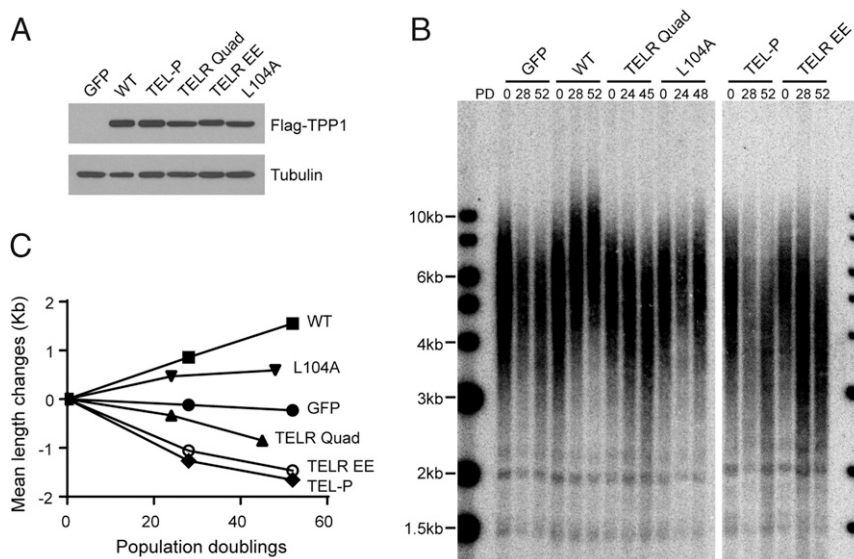 A
GFP
WT
TEL-P
TELR Quad
TELR EE
L104A
Flag-TPP1
Tubulin
B
GFP
WT
TELR Quad
L104A
TEL-P
TELR EE
PD 0 28 52 0 28 52 0 24 45 0 24 48 0 28 52 0 28 52
10kb
6kb
4kb
3kb
2kb
1.5kb
C
Mean length changes (Kb)
2
1
0
-1
-2
WT
L104A
GFP
TELR Quad
TELR EE
TEL-P
0 20 40 60
Population doublings